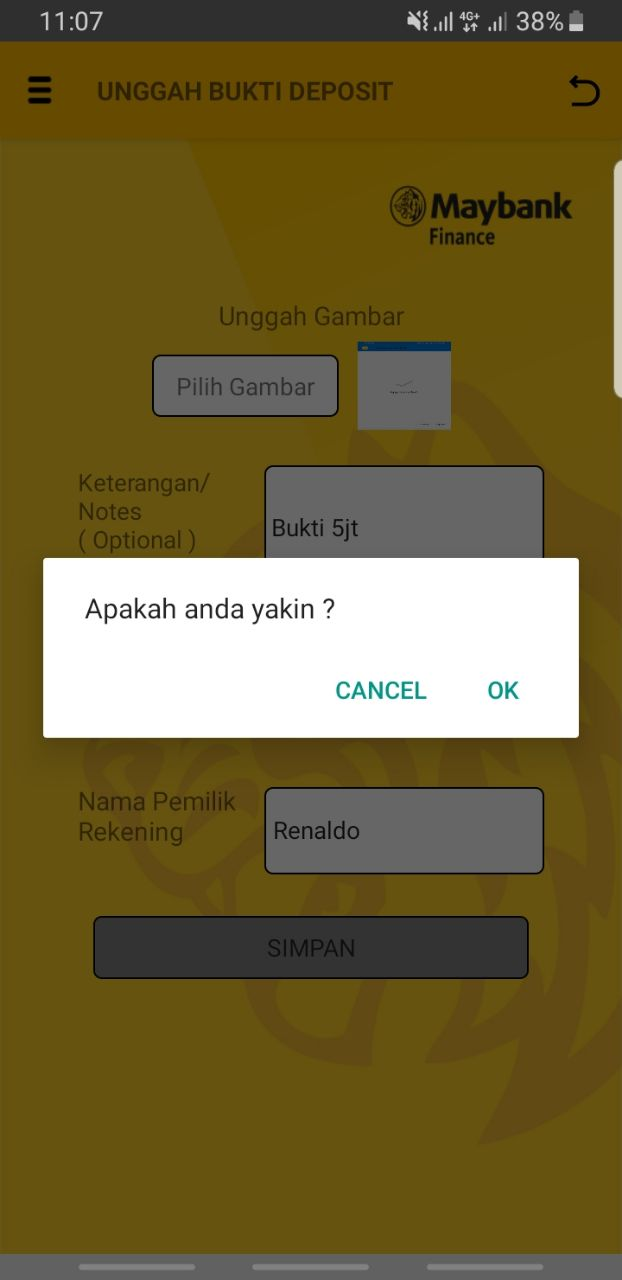 11:07
4G+
38%
UNGGAH BUKTI DEPOSIT
Maybank
Finance
Unggah Gambar
Pilih Gambar
Keterangan/
Notes
( Optional )
Bukti 5jt
Apakah anda yakin ?
CANCEL
OK
Nama Pemilik
Rekening
Renaldo
SIMPAN